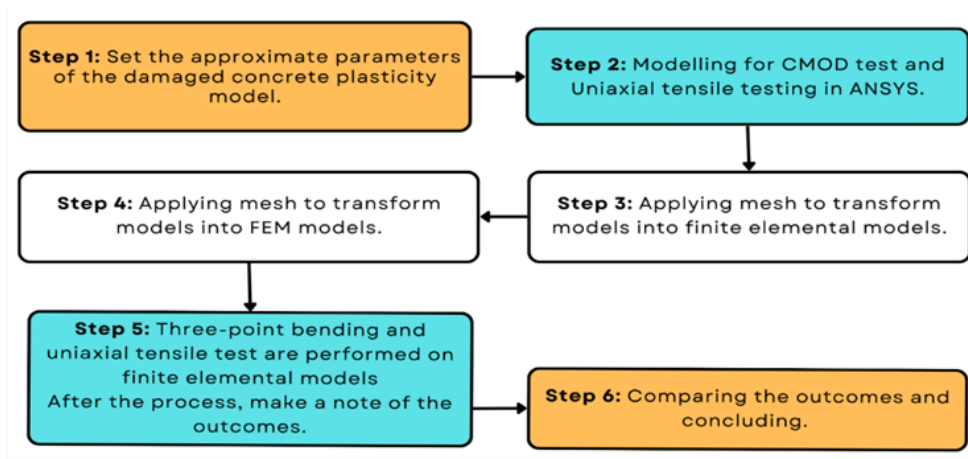 Step 1: Set the approximate parameters
of the damaged concrete plasticity
model.
Step 2: Modelling for CMOD test and
Uniaxial tensile testing in ANSYS.
Step 3: Applying mesh to transform
models into finite elemental models.
Step 4: Applying mesh to transform
models into FEM models.
Step 5: Three-point bending and
uniaxial tensile test are performed on
finite elemental models
After the process, make a note of the
outcomes.
Step 6: Comparing the outcomes and
concluding.